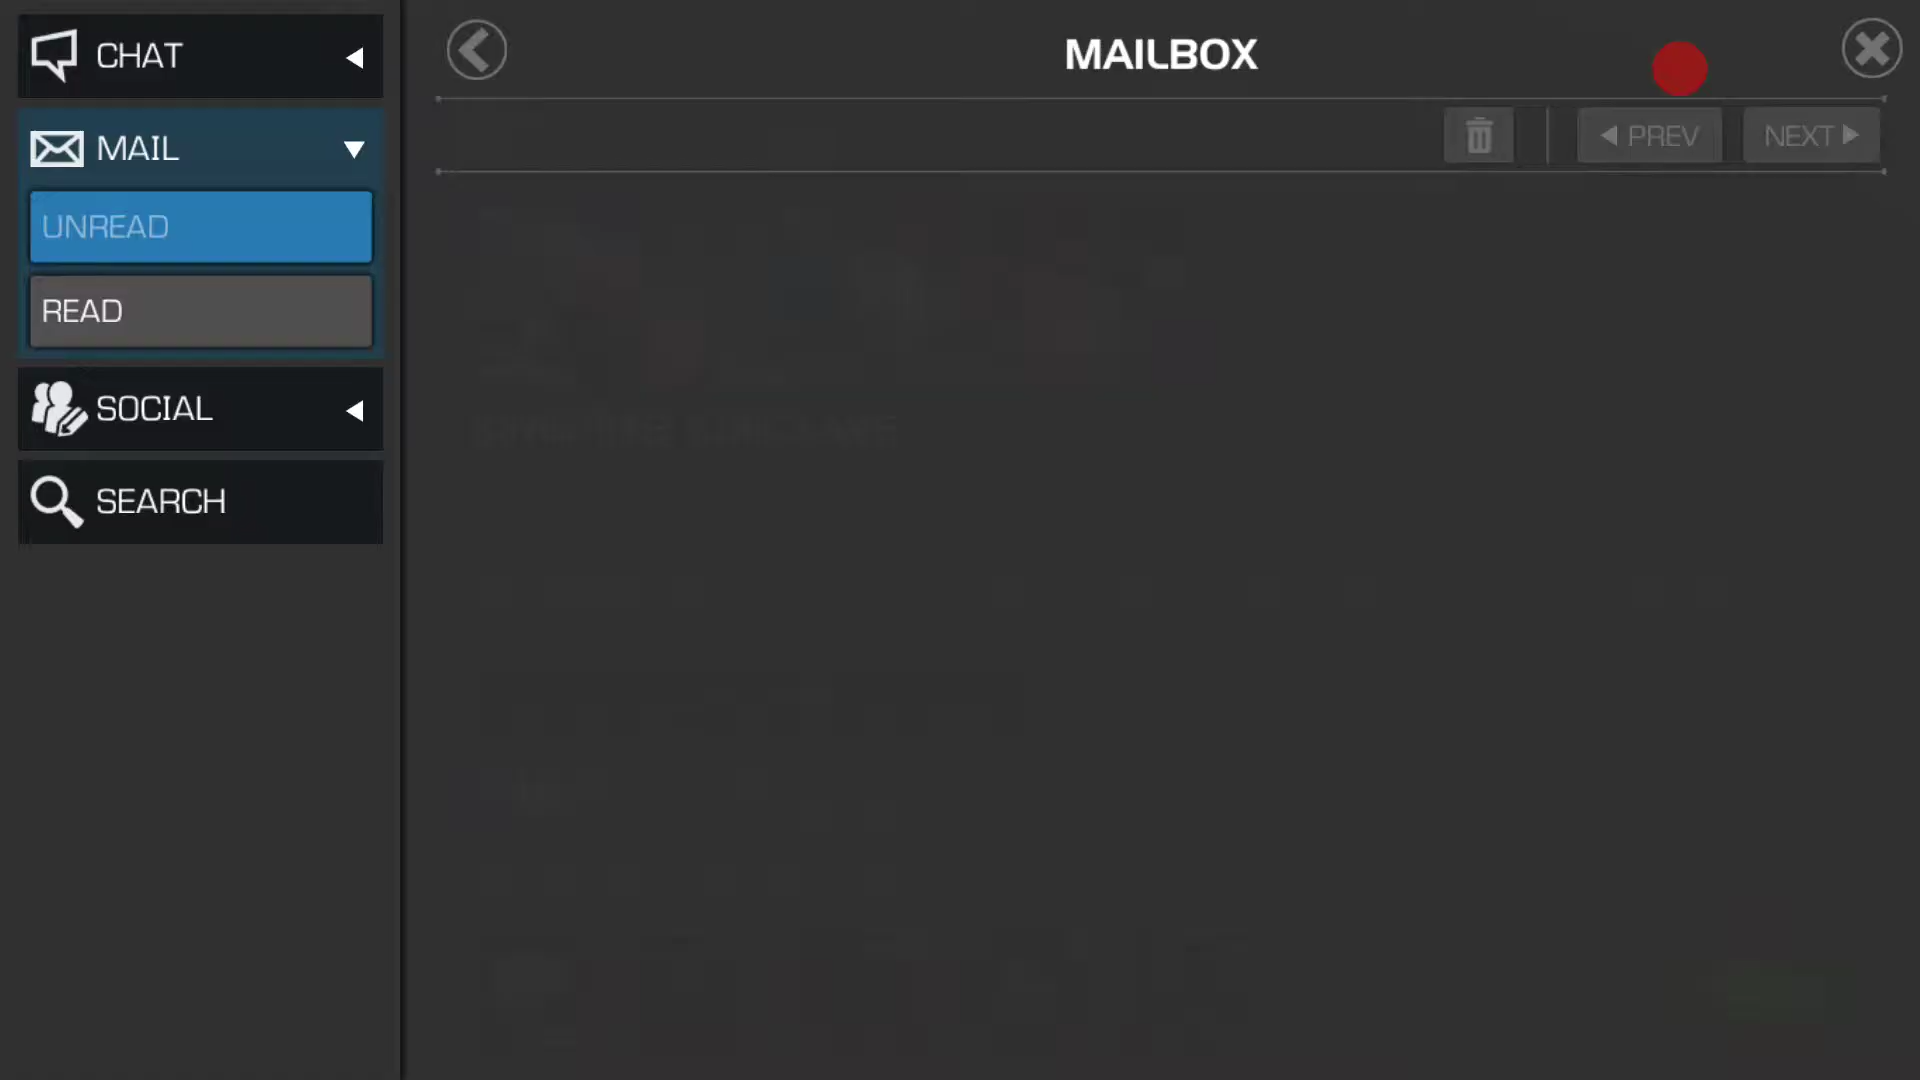 CHAT
MAIL
UNREAD
READ
SOCIAL
SEARCH
MAILBOX
PREV
NEXT